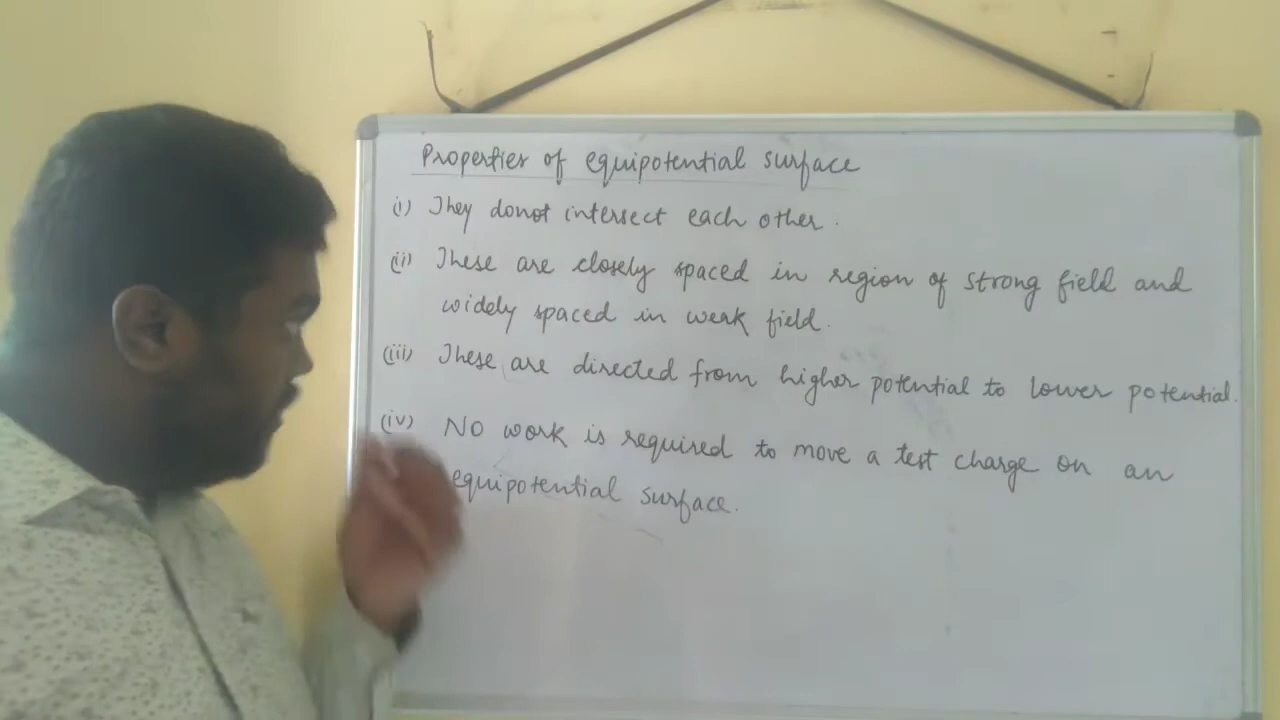 Properties of equipotential surface
(i) They donot intersect each other.
(ii) These are closely spaced in region of strong field and
widely spaced in weak field.
(iii) These are directed from higher potential to lower potential.
(iv) No work is required to move a test charge on an
equipotential surface.